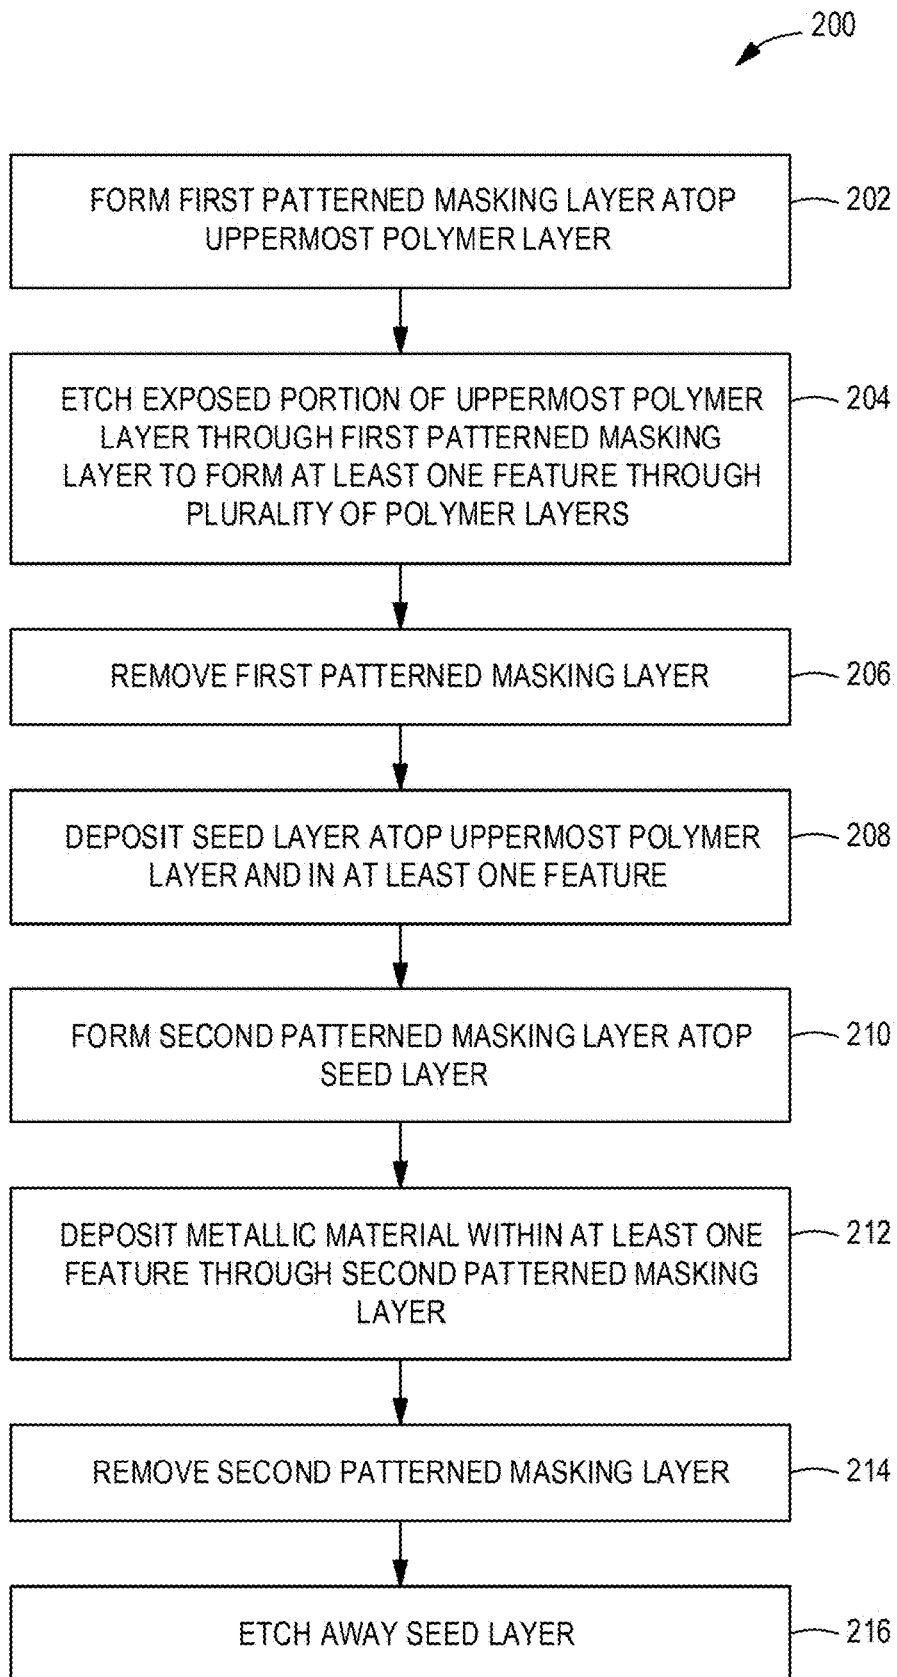 200
FORM FIRST PATTERNED MASKING LAYER ATOP
UPPERMOST POLYMER LAYER
202
ETCH EXPOSED PORTION OF UPPERMOST POLYMER
LAYER THROUGH FIRST PATTERNED MASKING
LAYER TO FORM AT LEAST ONE FEATURE THROUGH
PLURALITY OF POLYMER LAYERS
204
REMOVE FIRST PATTERNED MASKING LAYER
206
DEPOSIT SEED LAYER ATOP UPPERMOST POLYMER
LAYER AND IN AT LEAST ONE FEATURE
208
FORM SECOND PATTERNED MASKING LAYER ATOP
SEED LAYER
210
DEPOSIT METALLIC MATERIAL WITHIN AT LEAST ONE
FEATURE THROUGH SECOND PATTERNED MASKING
LAYER
212
REMOVE SECOND PATTERNED MASKING LAYER
214
ETCH AWAY SEED LAYER
216